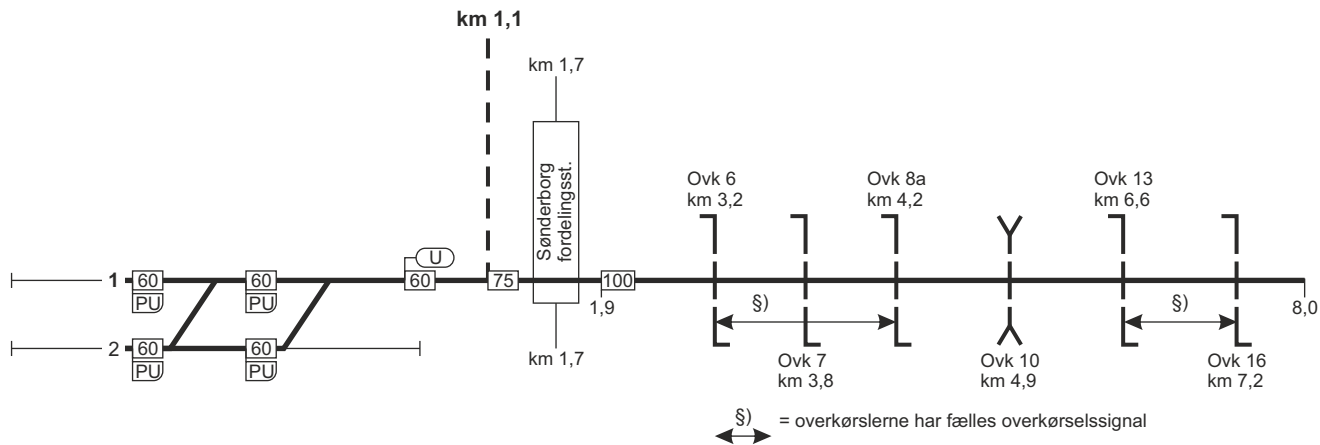 km 1,1
km 1,7
Sønderborg
fordelingsst.
Ovk 6
km 3,2
Ovk 8a
km 4,2
Ovk 13
km 6,6
U
1
60
60
60
75
100
PU
PU
§)
§)
1,9
8,0
2
60
60
PU
PU
km 1,7
Ovk 7
km 3,8
Ovk 10
km 4,9
Ovk 16
km 7,2
§) = overkørslerne har fælles overkørselssignal